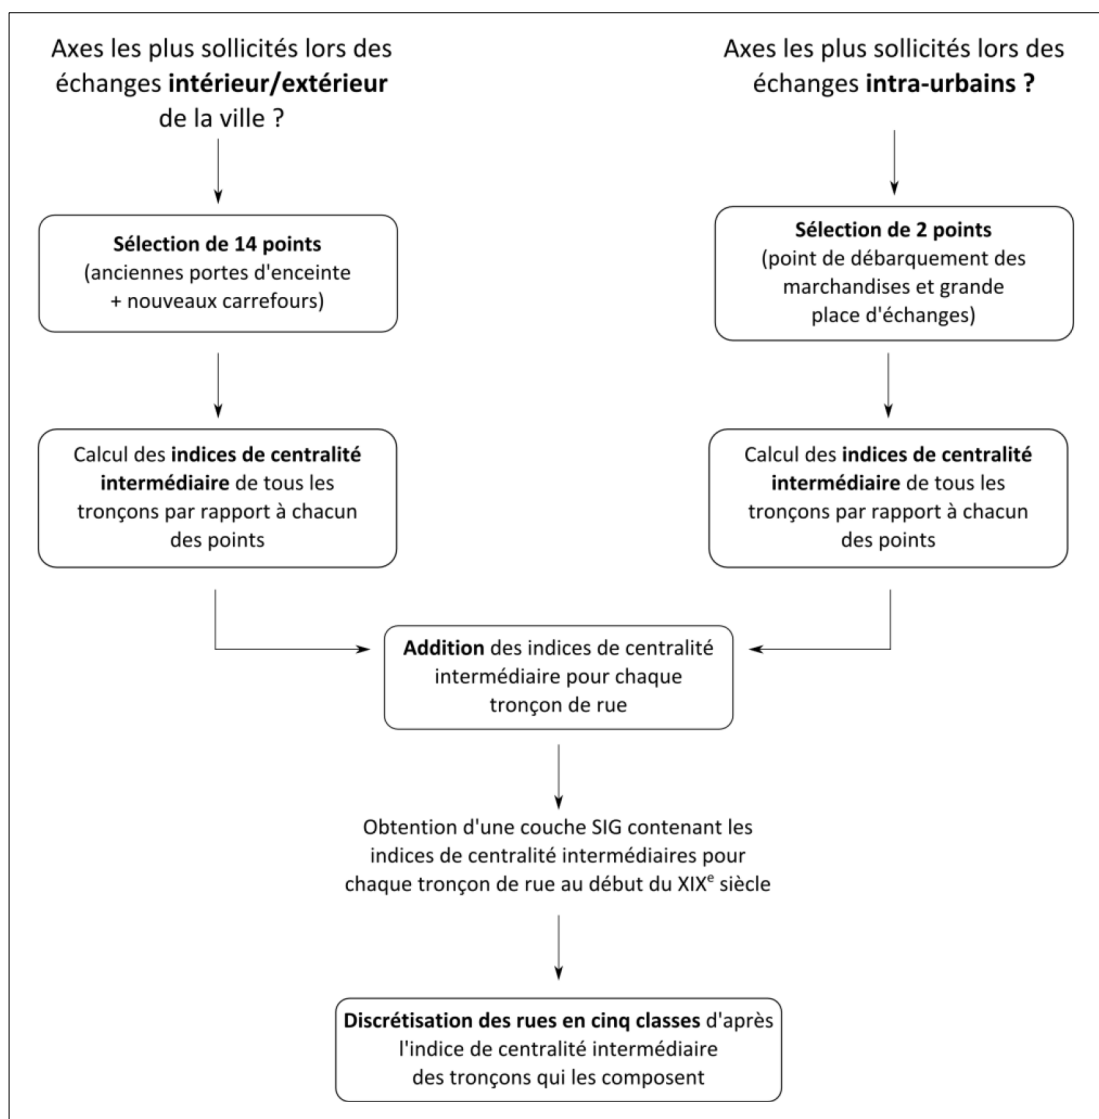 Axes les plus sollicités lors des
échanges intérieur/extérieur
de la ville ?
Sélection de 14 points
(anciennes portes d'enceinte
+ nouveaux carrefours)
Calcul des indices de centralité
intermédiaire de tous les
tronçons par rapport à chacun
des points
Axes les plus sollicités lors des
échanges intra-urbains ?
Sélection de 2 points
(point de débarquement des
marchandises et grande
place d'échanges)
Calcul des indices de centralité
intermédiaire de tous les
tronçons par rapport à chacun
des points
Addition des indices de centralité
intermédiaire pour chaque
tronçon de rue
Obtention d'une couche SIG contenant les
indices de centralité intermédiaires pour
chaque tronçon de rue au début du XIXe siècle
Discrétisation des rues en cinq classes d'après
l'indice de centralité intermédiaire
des tronçons qui les composent